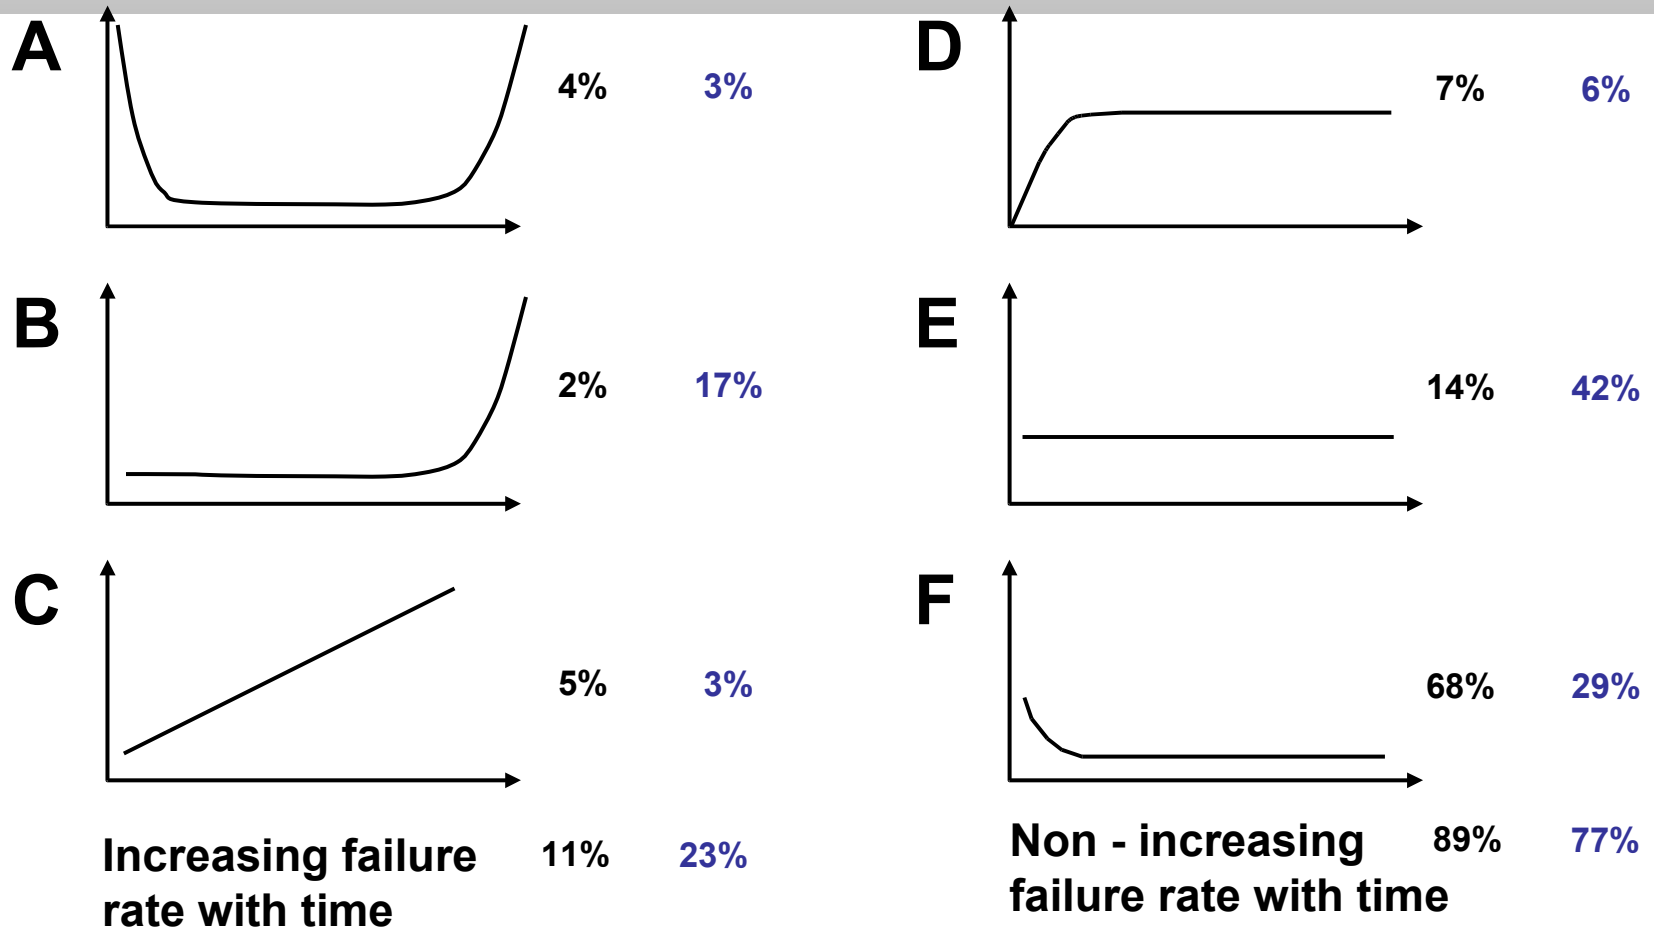 A
4% 3%
B
2% 17%
C
5% 3%
Increasing failure 11% 23%
rate with time
D
7% 6%
E
14% 42%
F
68% 29%
Non - increasing 89% 77%
failure rate with time